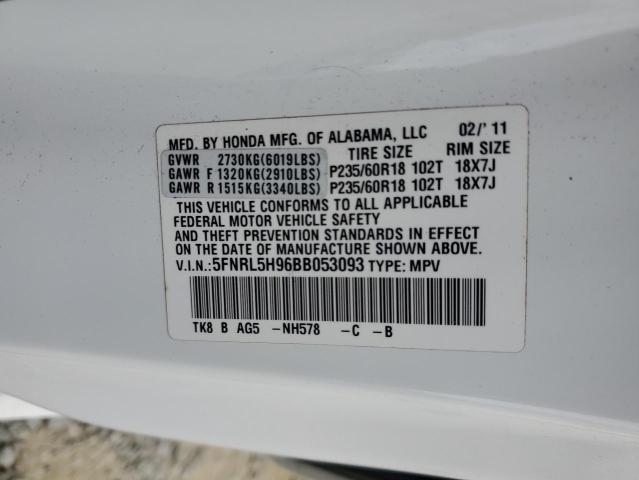 MFD. BY HONDA MFG. OF ALABAMA, LLC 02/'11
GVWR 2730KG(6019LBS) TIRE SIZE RIM SIZE
GAWR F 1320KG(2910LBS) P235/60R18 102T 18X7J
GAWR R 1515KG(3340LBS) P235/60R18 102T 18X7J
THIS VEHICLE CONFORMS TO ALL APPLICABLE
FEDERAL MOTOR VEHICLE SAFETY
AND THEFT PREVENTION STANDARDS IN EFFECT
ON THE DATE OF MANUFACTURE SHOWN ABOVE.
V.I.N.:5FNRL5H96BB053093 TYPE: MPV
TK8 B AG5 -NH578 -C -B